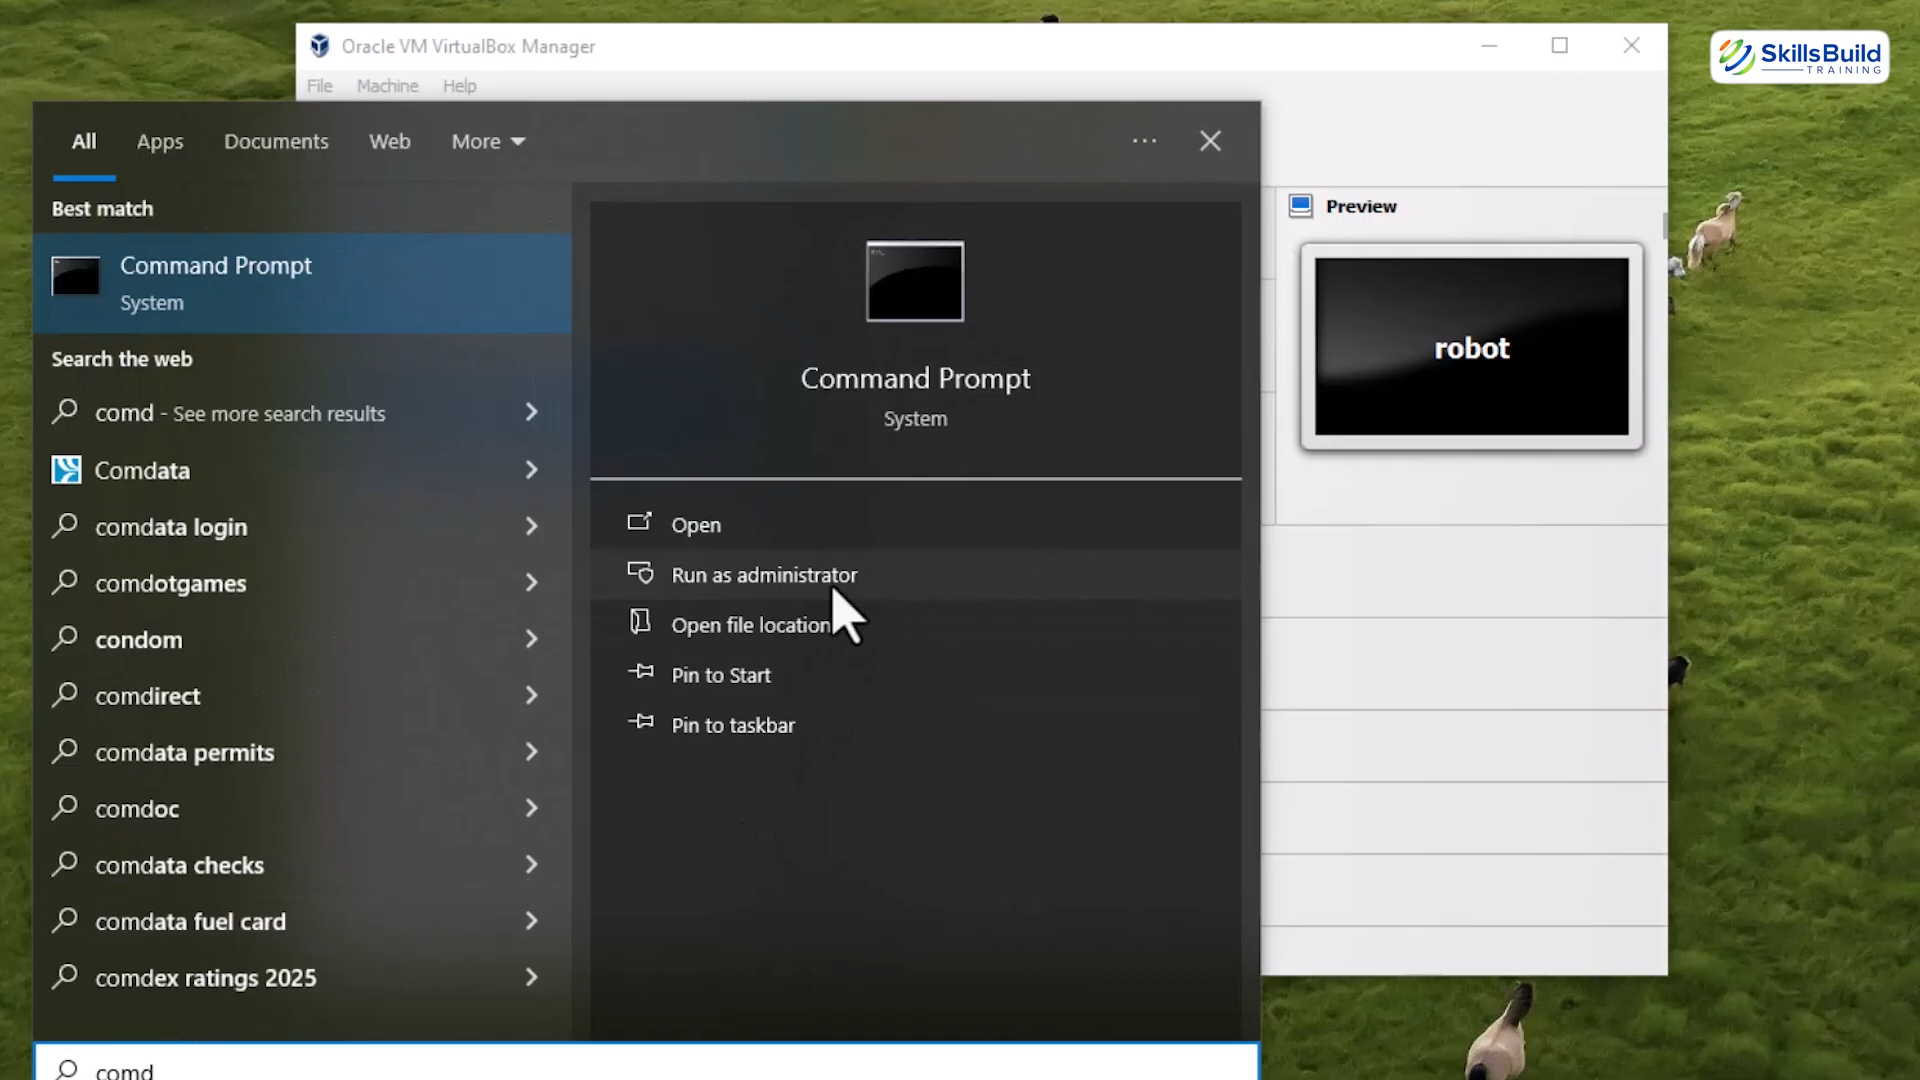 Oracle VM VirtualBox Manager
File Machine Help
SkillsBuild
TRAINING
All Apps Documents Web More
Best match
Command Prompt
System
Search the web
comd - See more search results
Comdata
comdata login
comdotgames
condom
comdirect
comdata permits
comdoc
comdata checks
comdata fuel card
comdex ratings 2025
comd
Command Prompt
System
Open
Run as administrator
Open file location
Pin to Start
Pin to taskbar
Preview
robot